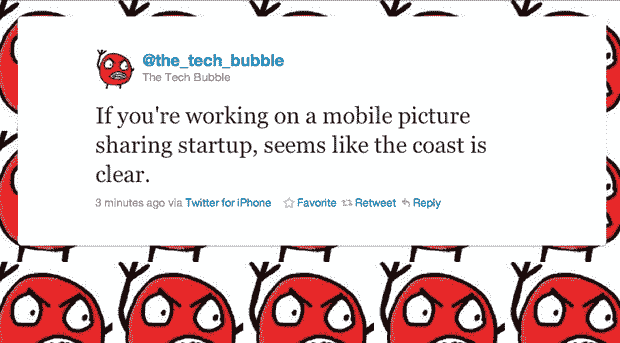 @the_tech_bubble
The Tech Bubble
If you're working on a mobile picture
sharing startup, seems like the coast is
clear.
3 minutes ago via Twitter for iPhone Favorite Retweet Reply